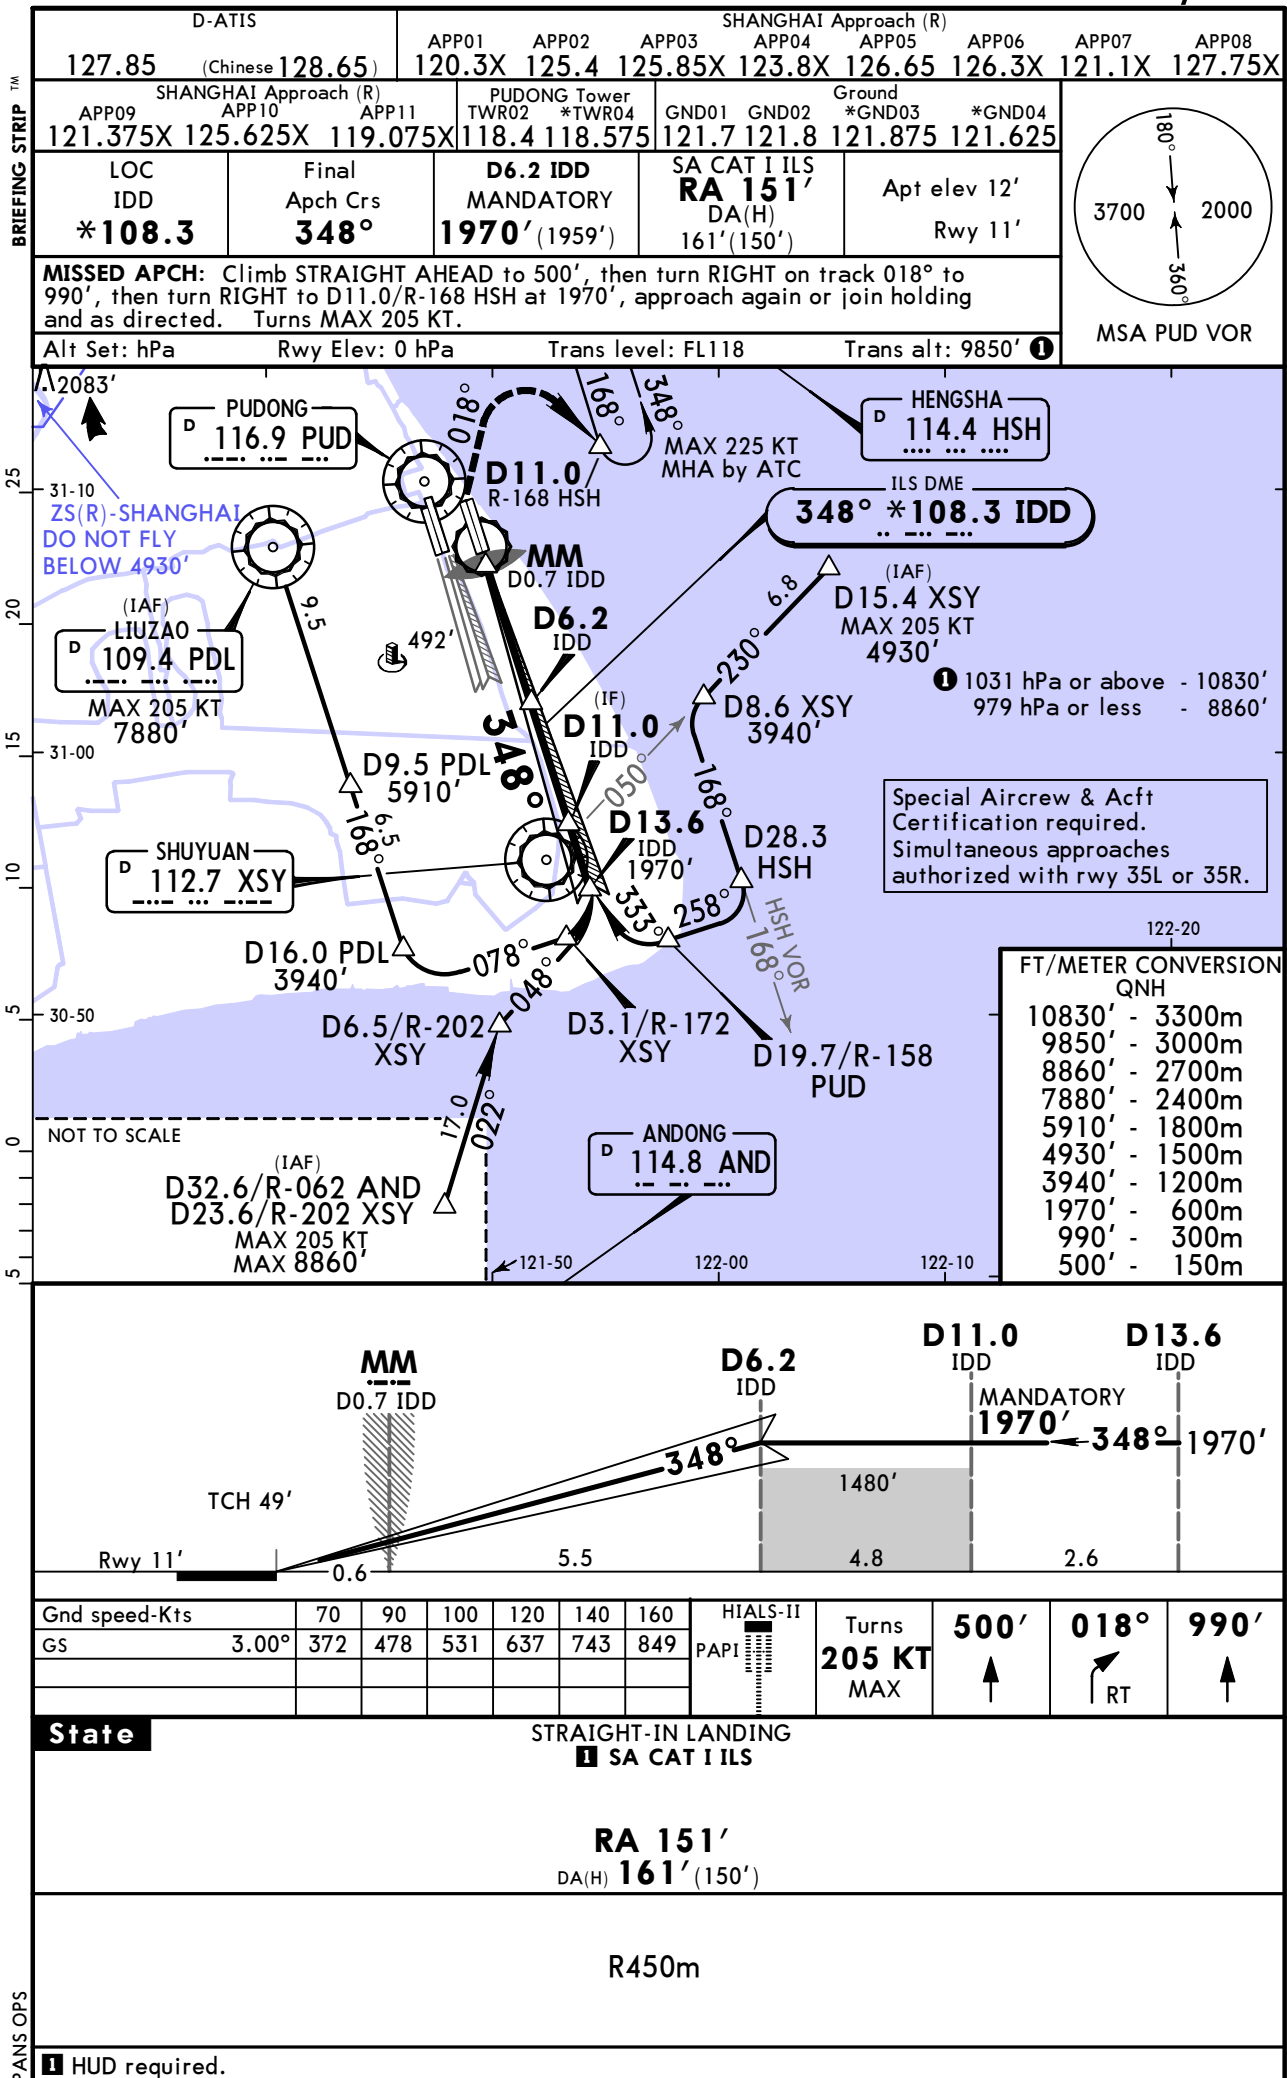 BRIEFING STRIP TM
D-ATIS
127.85 (Chinese 128.65)
SHANGHAI Approach (R)
APP01 APP02 APP03 APP04 APP05 APP06 APP07 APP08
120.3X 125.4 125.85X 123.8X 126.65 126.3X 121.1X 127.75X
SHANGHAI Approach (R)
APP09 APP10 APP11
121.375X 125.625X 119.075X
PUDONG Tower
TWR02 *TWR04
118.4 118.575
Ground
GND01 GND02 *GND03 *GND04
121.7 121.8 121.875 121.625
LOC
IDD
*108.3
Final
Apch Crs
348°
D6.2 IDD
MANDATORY
1970' (1959')
SA CAT I ILS
RA 151'
DA(H)
161'(150')
Apt elev 12'
Rwy 11'
180°
3700 2000
360°
MSA PUD VOR
MISSED APCH: Climb STRAIGHT AHEAD to 500', then turn RIGHT on track 018° to
990', then turn RIGHT to D11.0/R-168 HSH at 1970', approach again or join holding
and as directed. Turns MAX 205 KT.
Alt Set: hPa Rwy Elev: 0 hPa Trans level: FL118 Trans alt: 9850' 1
2083'
PUDONG
D 116.9 PUD
018°
168°
348°
MAX 225 KT
MHA by ATC
HENGSHA
D 114.4 HSH
D11.0
R-168 HSH
ILS DME
348° *108.3 IDD
31-10
ZS(R)-SHANGHAI
DO NOT FLY
BELOW 4930'
MM
D0.7 IDD
(IAF)
D15.4 XSY
MAX 205 KT
4930'
6.8
230°
(IAF)
LIUZAO
D 109.4 PDL
MAX 205 KT
7880'
9.5
492'
D6.2
IDD
1 1031 hPa or above - 10830'
979 hPa or less - 8860'
D8.6 XSY
3940'
(IF)
D11.0
IDD
348°
050°
31-00
D9.5 PDL
5910'
168°
6.5
168°
Special Aircrew & Acft
Certification required.
Simultaneous approaches
authorized with rwy 35L or 35R.
D13.6
IDD
1970'
D28.3
HSH
SHUYUAN
D 112.7 XSY
333°
258°
HSH VOR
168°
D16.0 PDL
3940'
078°
048°
122-20
30-50
D6.5/R-202
XSY
D3.1/R-172
XSY
D19.7/R-158
PUD
FT/METER CONVERSION
QNH
10830' - 3300m
9850' - 3000m
8860' - 2700m
7880' - 2400m
5910' - 1800m
4930' - 1500m
3940' - 1200m
1970' - 600m
990' - 300m
500' - 150m
NOT TO SCALE
17.0
022°
ANDONG
D 114.8 AND
(IAF)
D32.6/R-062 AND
D23.6/R-202 XSY
MAX 205 KT
MAX 8860'
121-50 122-00 122-10
25
20
15
10
5
0
5
MM
D0.7 IDD
D6.2
IDD
D11.0
IDD
D13.6
IDD
MANDATORY
1970'
348° 1970'
348°
1480'
TCH 49'
Rwy 11'
0.6 5.5 4.8 2.6
Gnd speed-Kts 70 90 100 120 140 160
GS 3.00° 372 478 531 637 743 849
HIALS-II
PAPI
Turns
205 KT
MAX
500'
018°
RT
990'
State
STRAIGHT-IN LANDING
1 SA CAT I ILS
RA 151'
DA(H) 161' (150')
R450m
PANS OPS
1 HUD required.